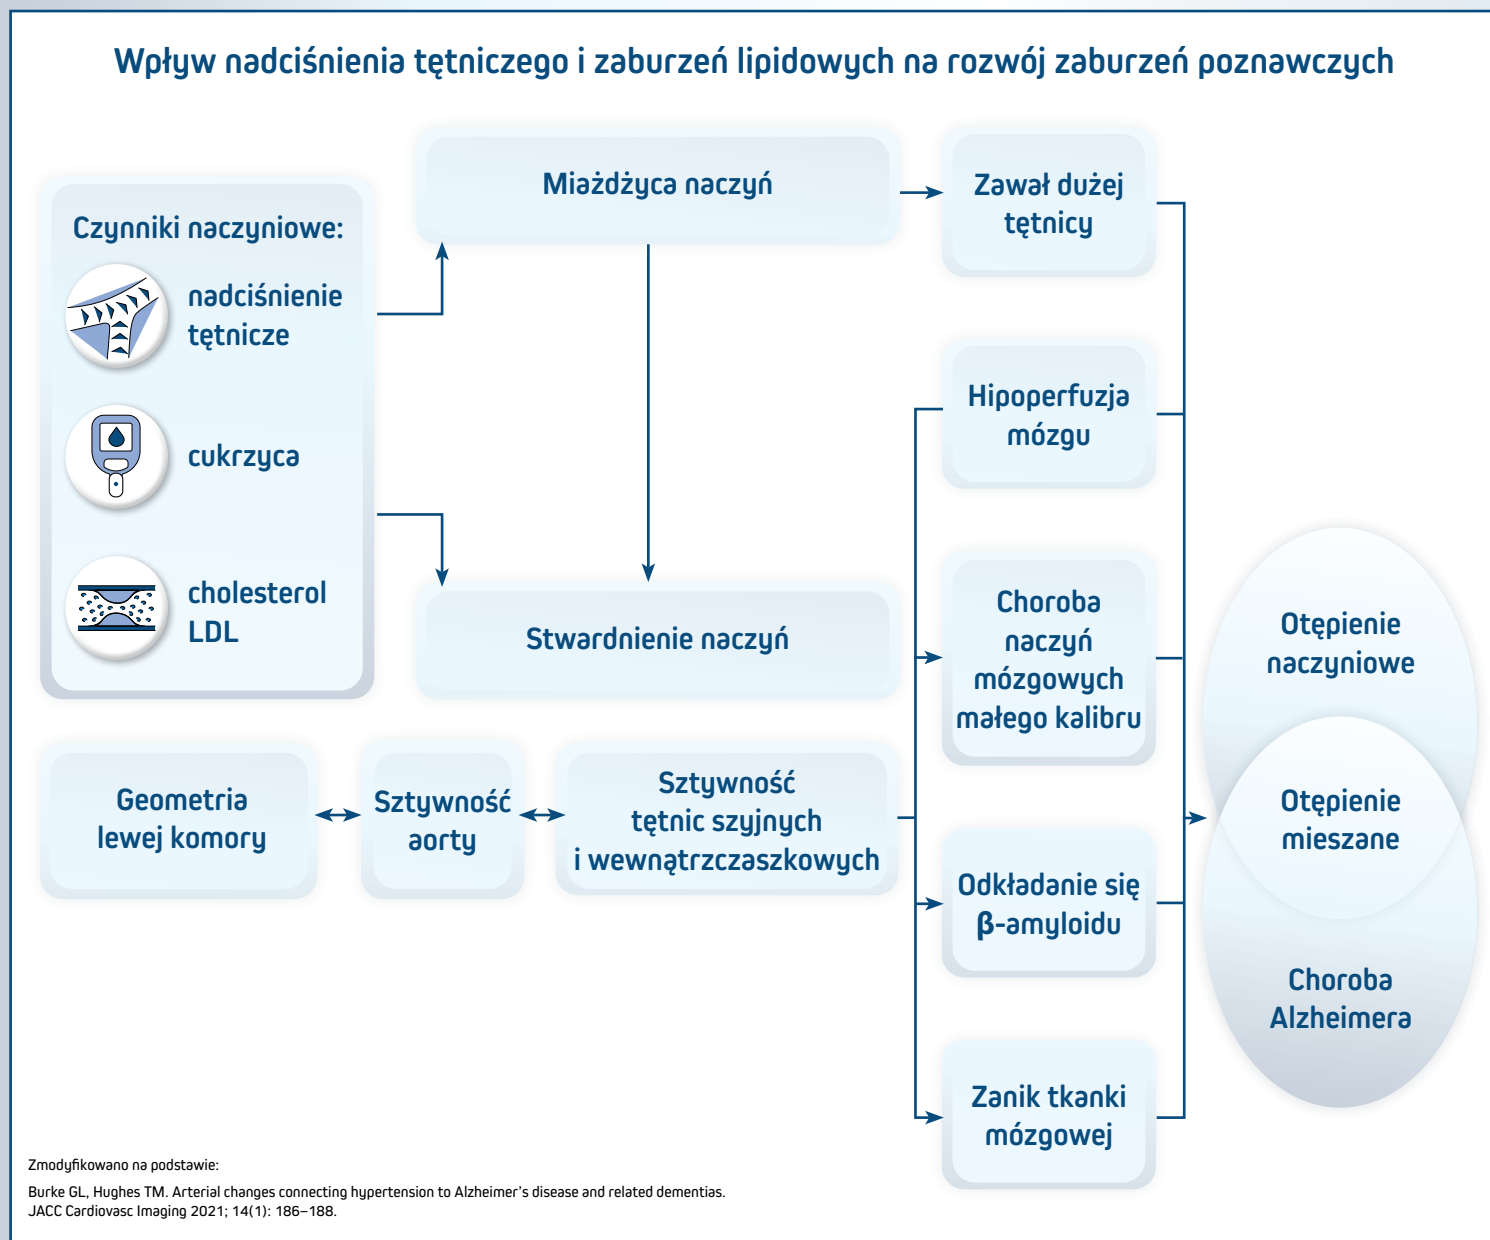 Wpływ nadciśnienia tętniczego i zaburzeń lipidowych na rozwój zaburzeń poznawczych
Czynniki naczyniowe:
nadciśnienie
tętnicze
cukrzyca
cholesterol
LDL
Miażdżyca naczyń
Stwardnienie naczyń
Geometria
lewej komory
Sztywność
aorty
Sztywność
tętnic szyjnych
i wewnątrzczaszkowych
Zawał dużej
tętnicy
Hipoperfuzja
mózgu
Choroba
naczyń
mózgowych
małego kalibru
Odkładanie się
β-amyloidu
Zanik tkanki
mózgowej
Otępienie
naczyniowe
Otępienie
mieszane
Choroba
Alzheimera
Zmodyfikowano na podstawie:
Burke GL, Hughes TM. Arterial changes connecting hypertension to Alzheimer’s disease and related dementias.
JACC Cardiovasc Imaging 2021; 14(1): 186–188.